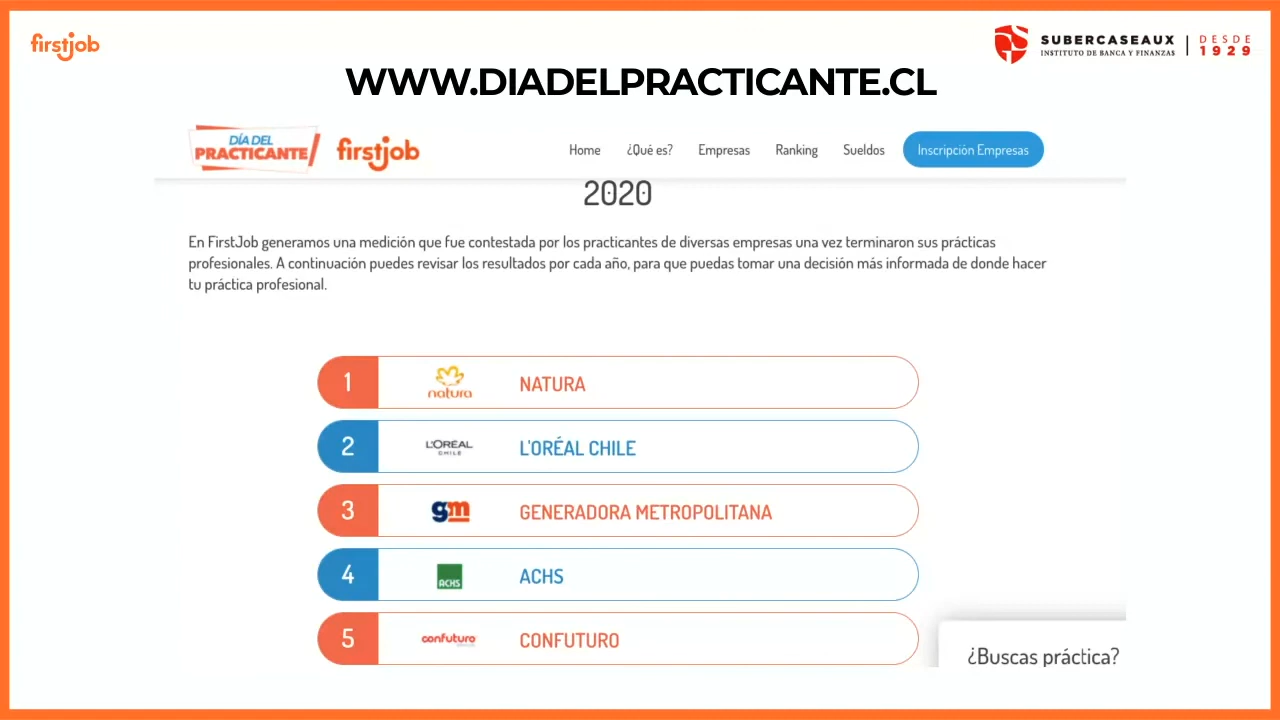 firstjob
SUBERCASEAUX
INSTITUTO DE BANCA Y FINANZAS
DESDE
1929
WWW.DIADELPRACTICANTE.CL
DÍA DEL
PRACTICANTE
firstjob
Home
¿Qué es?
Empresas
Ranking
Sueldos
Inscripción Empresas
2020
En FirstJob generamos una medición que fue contestada por los practicantes de diversas empresas una vez terminaron sus prácticas
profesionales. A continuación puedes revisar los resultados por cada año, para que puedas tomar una decisión más informada de donde hacer
tu práctica profesional.
1 natura NATURA
2 L'ORÉAL CHILE L'ORÉAL CHILE
3 gm GENERADORA METROPOLITANA
4 ACHS ACHS
5 confuturo CONFUTURO
¿Buscas práctica?